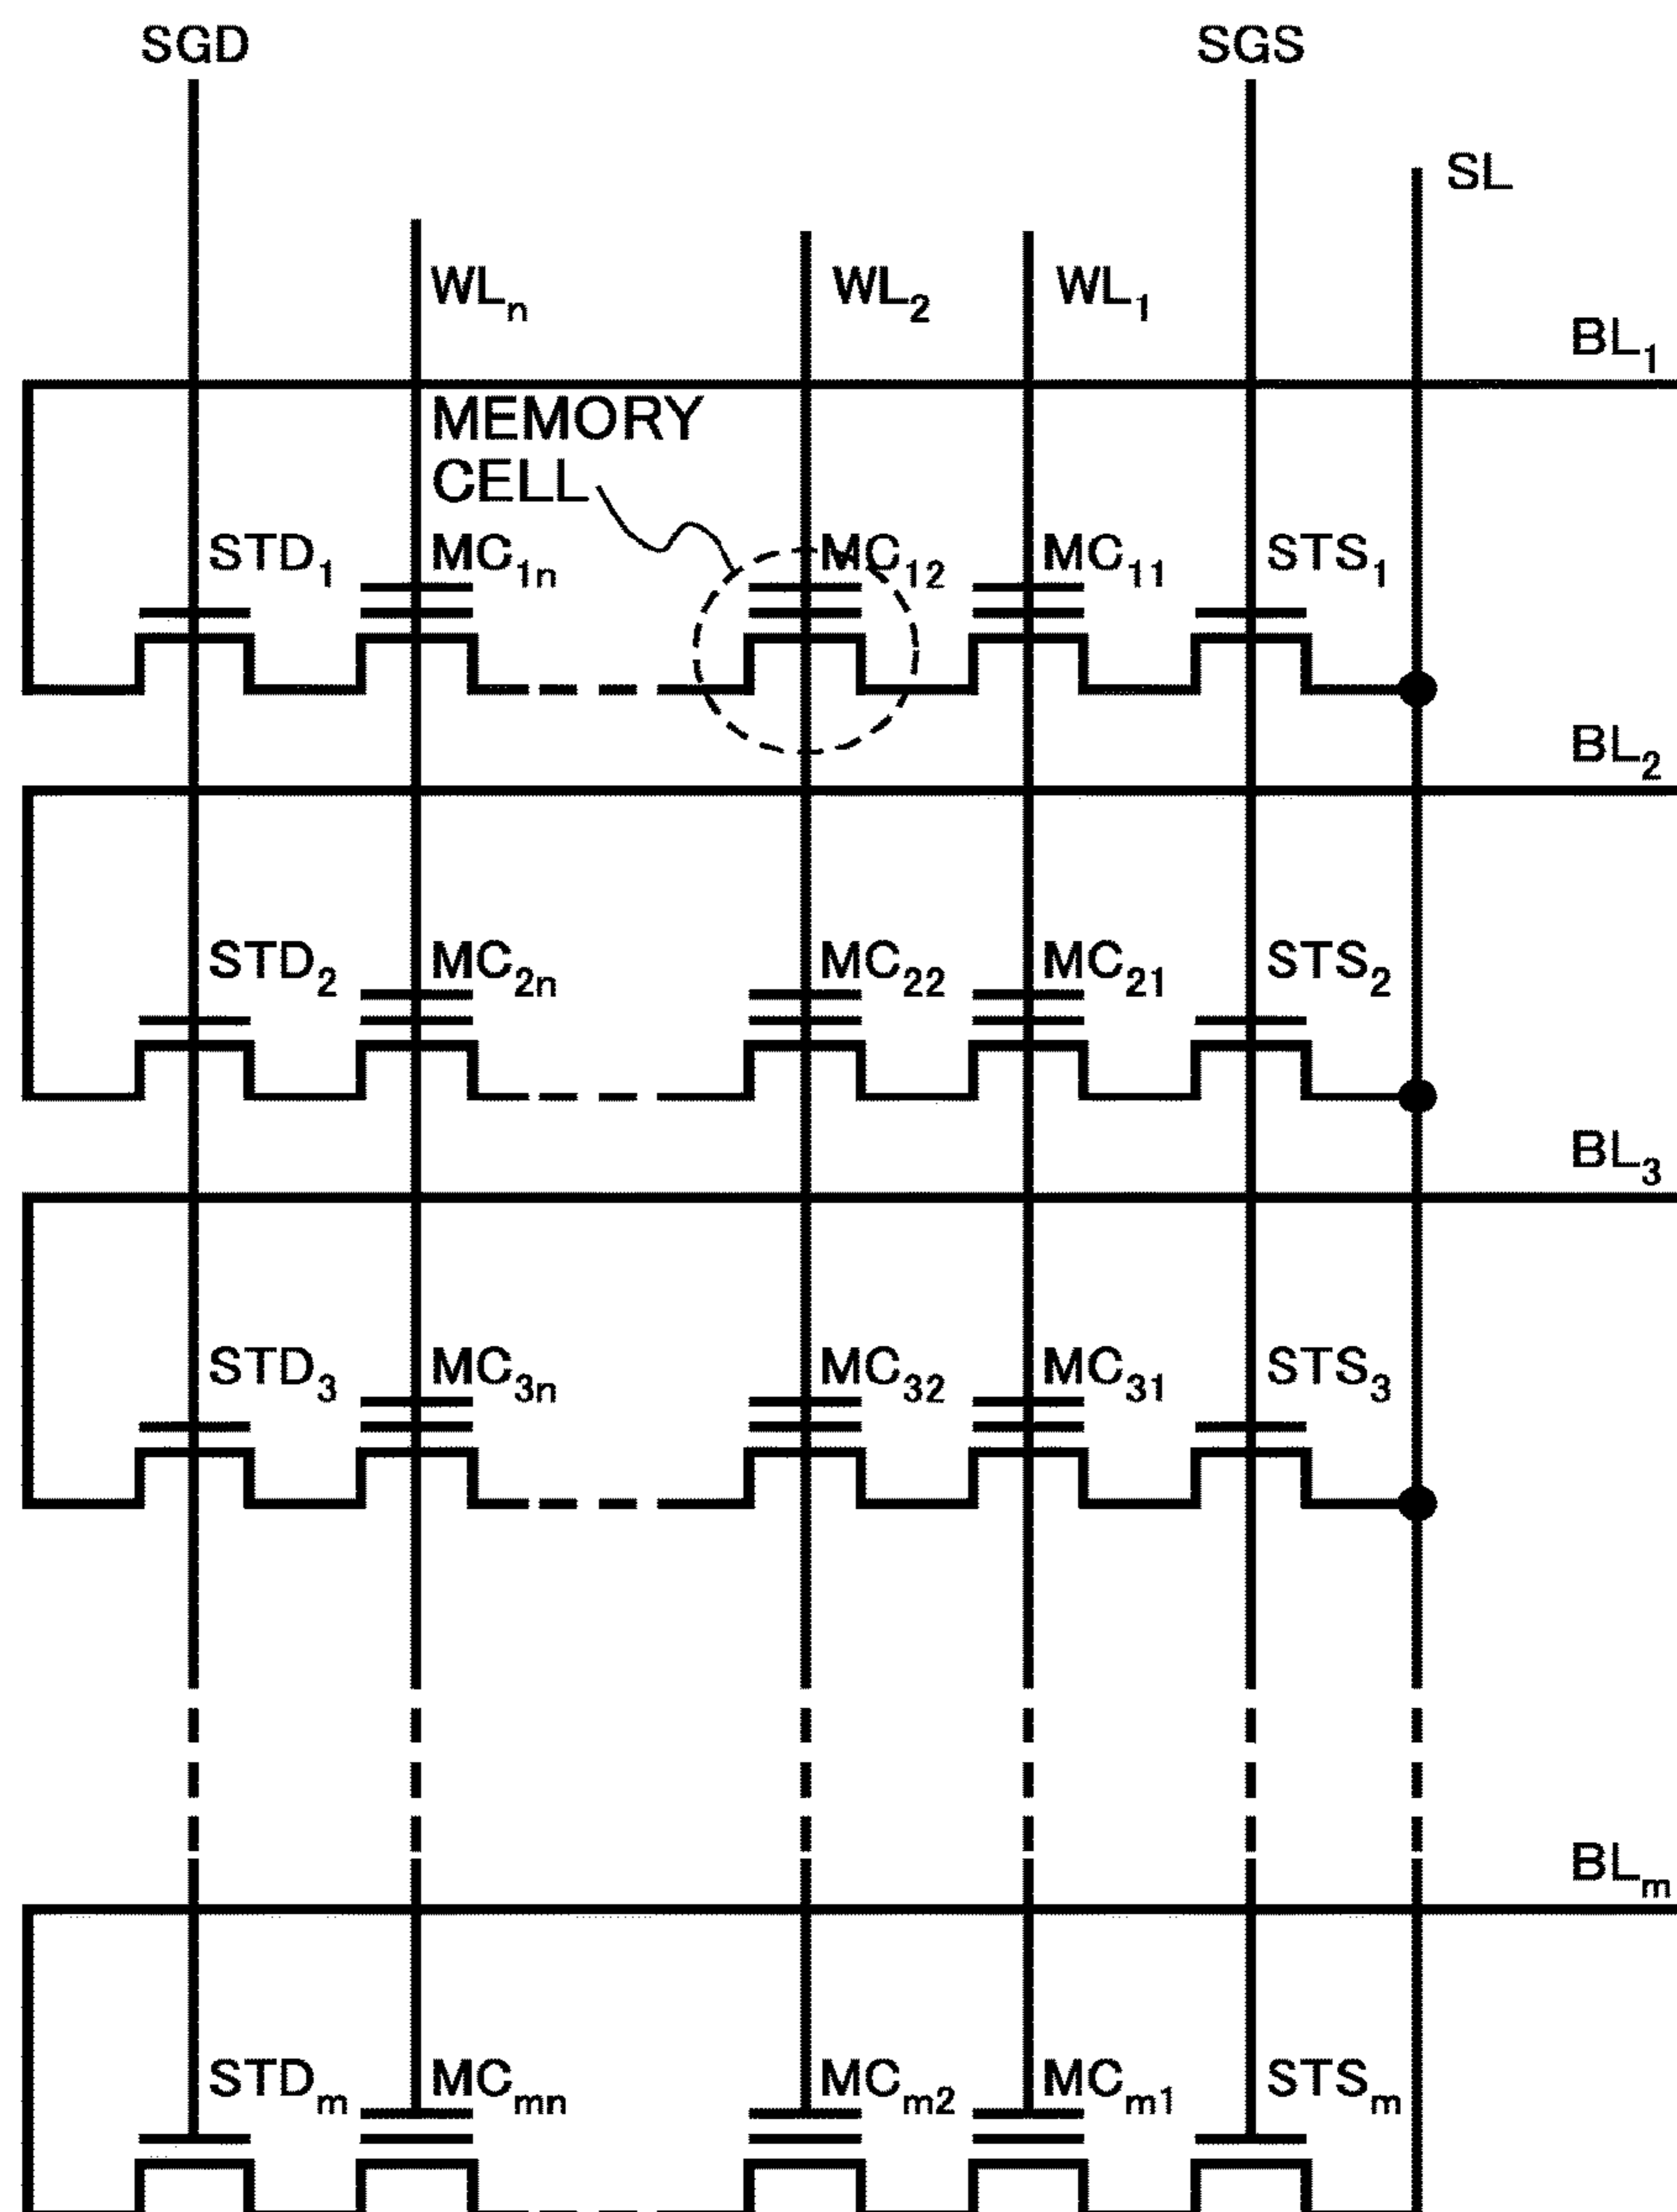 SGD SGS
SL
WLn WL2 WL1
BL1
MEMORY
CELL
STD1 MC1n MC12 MC11 STS1
BL2
STD2 MC2n MC22 MC21 STS2
BL3
STD3 MC3n MC32 MC31 STS3
BLm
STDm MCmn MCm2 MCm1 STSm